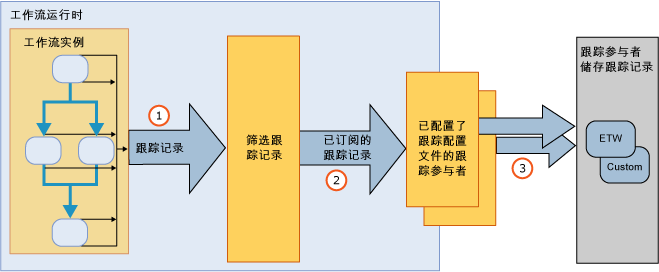 工作流运行时
工作流实例
①
跟踪记录
筛选跟
踪记录
已订阅的
跟踪记录
②
已配置了
跟踪配置
文件的跟
踪参与者
③
跟踪参与者
储存跟踪记录
ETW
Custom